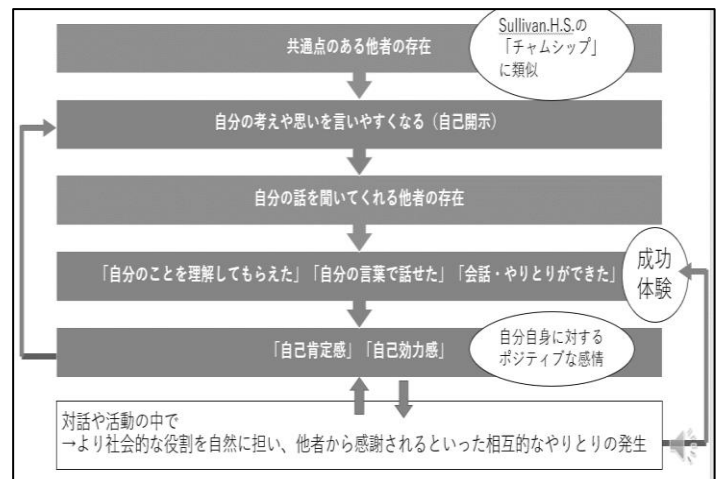 共通点のある他者の存在
Sullivan.H.S.の
「チャムシップ」
に類似
自分の考えや思いを言いやすくなる（自己開示）
自分の話を聞いてくれる他者の存在
「自分のことを理解してもらえた」「自分の言葉で話せた」「会話・やりとりができた」
成功
体験
「自己肯定感」「自己効力感」
自分自身に対する
ポジティブな感情
対話や活動の中で
→より社会的な役割を自然に担い、他者から感謝されるといった相互的なやりとりの発生